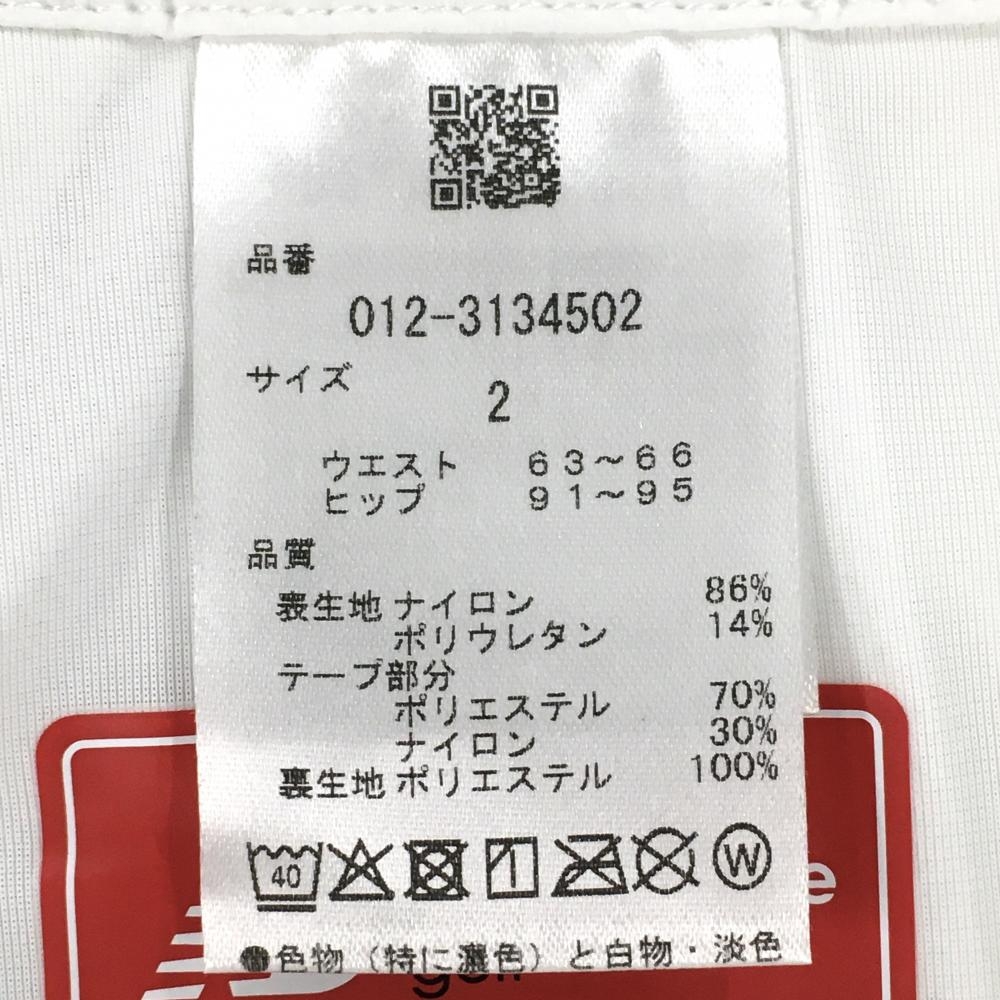 品番
012-3134502
サイズ
2
ウエスト 63～66
ヒップ 91～95
品質
表生地 ナイロン 86%
ポリウレタン 14%
テープ部分
ポリエステル 70%
ナイロン 30%
裏生地 ポリエステル 100%
40
W
●色物（特に濃色）と白物・淡色
golf